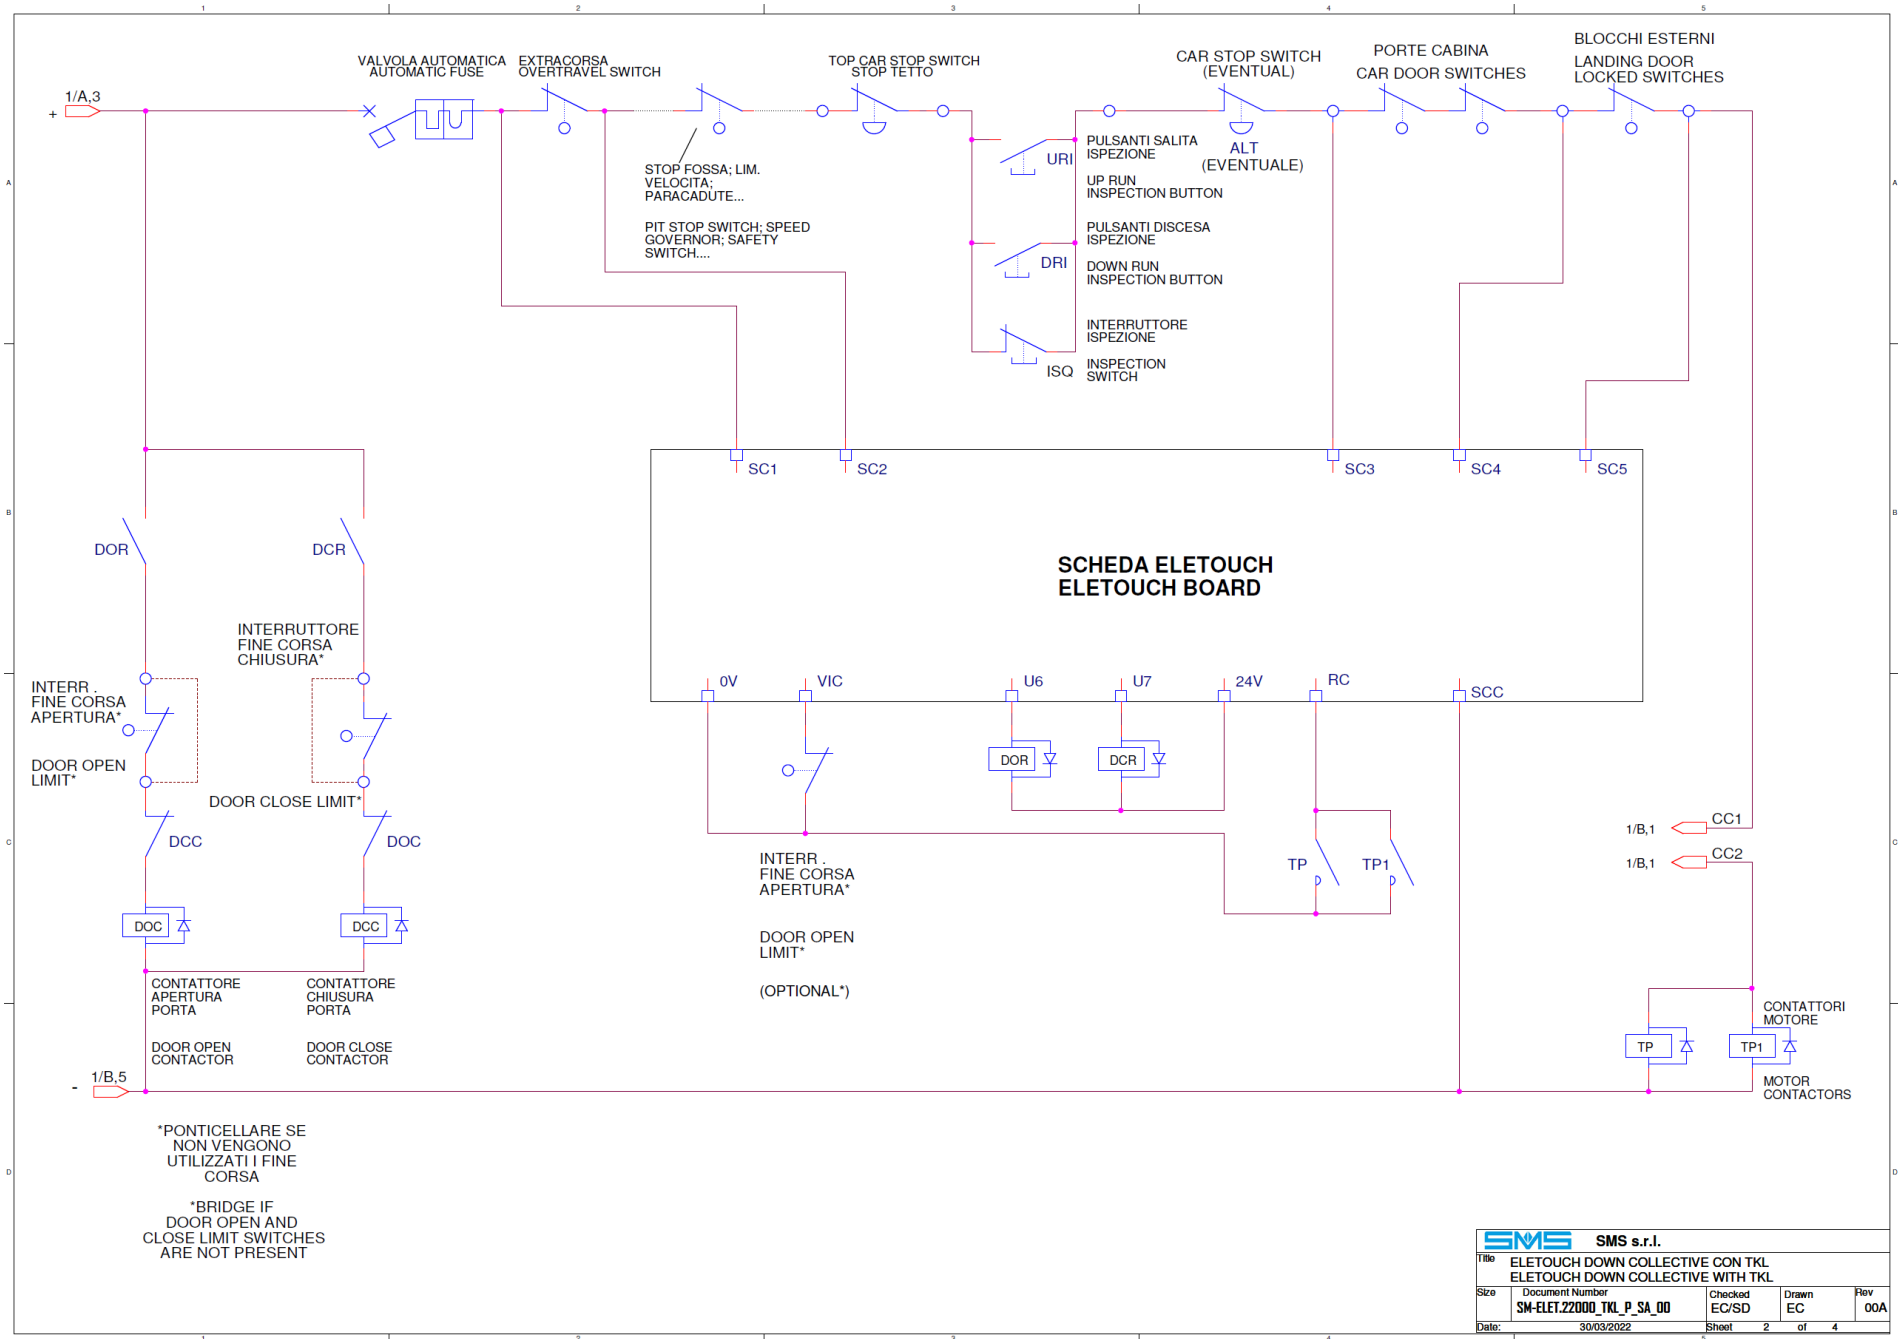 1
2
3
4
5
VALVOLA AUTOMATICA
AUTOMATIC FUSE
EXTRACORSA
OVERTRAVEL SWITCH
TOP CAR STOP SWITCH
STOP TETTO
CAR STOP SWITCH
(EVENTUAL)
PORTE CABINA
CAR DOOR SWITCHES
BLOCCHI ESTERNI
LANDING DOOR
LOCKED SWITCHES
1/A,3
+
STOP FOSSA; LIM.
VELOCITA;
PARACADUTE...
PIT STOP SWITCH; SPEED
GOVERNOR; SAFETY
SWITCH....
URI
PULSANTI SALITA
ISPEZIONE
UP RUN
INSPECTION BUTTON
ALT
(EVENTUALE)
A
A
DRI
PULSANTI DISCESA
ISPEZIONE
DOWN RUN
INSPECTION BUTTON
ISQ
INTERRUTTORE
ISPEZIONE
INSPECTION
SWITCH
SC1
SC2
SC3
SC4
SC5
B
B
DOR
DCR
SCHEDA ELETOUCH
ELETOUCH BOARD
INTERRUTTORE
FINE CORSA
CHIUSURA*
INTERR .
FINE CORSA
APERTURA*
DOOR OPEN
LIMIT*
DOOR CLOSE LIMIT*
0V
VIC
U6
U7
24V
RC
SCC
DOR
DCR
DCC
DOC
C
C
INTERR .
FINE CORSA
APERTURA*
DOOR OPEN
LIMIT*
(OPTIONAL*)
TP
TP1
1/B,1
CC1
1/B,1
CC2
DOC
DCC
CONTATTORE
APERTURA
PORTA
DOOR OPEN
CONTACTOR
CONTATTORE
CHIUSURA
PORTA
DOOR CLOSE
CONTACTOR
TP
TP1
CONTATTORI
MOTORE
MOTOR
CONTACTORS
-
1/B,5
*PONTICELLARE SE
NON VENGONO
UTILIZZATI I FINE
CORSA
*BRIDGE IF
DOOR OPEN AND
CLOSE LIMIT SWITCHES
ARE NOT PRESENT
D
D
SMS
SMS s.r.l.
Title
ELETOUCH DOWN COLLECTIVE CON TKL
ELETOUCH DOWN COLLECTIVE WITH TKL
Size
Document Number
SM-ELET.22000_TKL_P_SA_00
Checked
EC/SD
Drawn
EC
Rev
00A
Date:
30/03/2022
Sheet 2 of 4
1
2
3
4
5